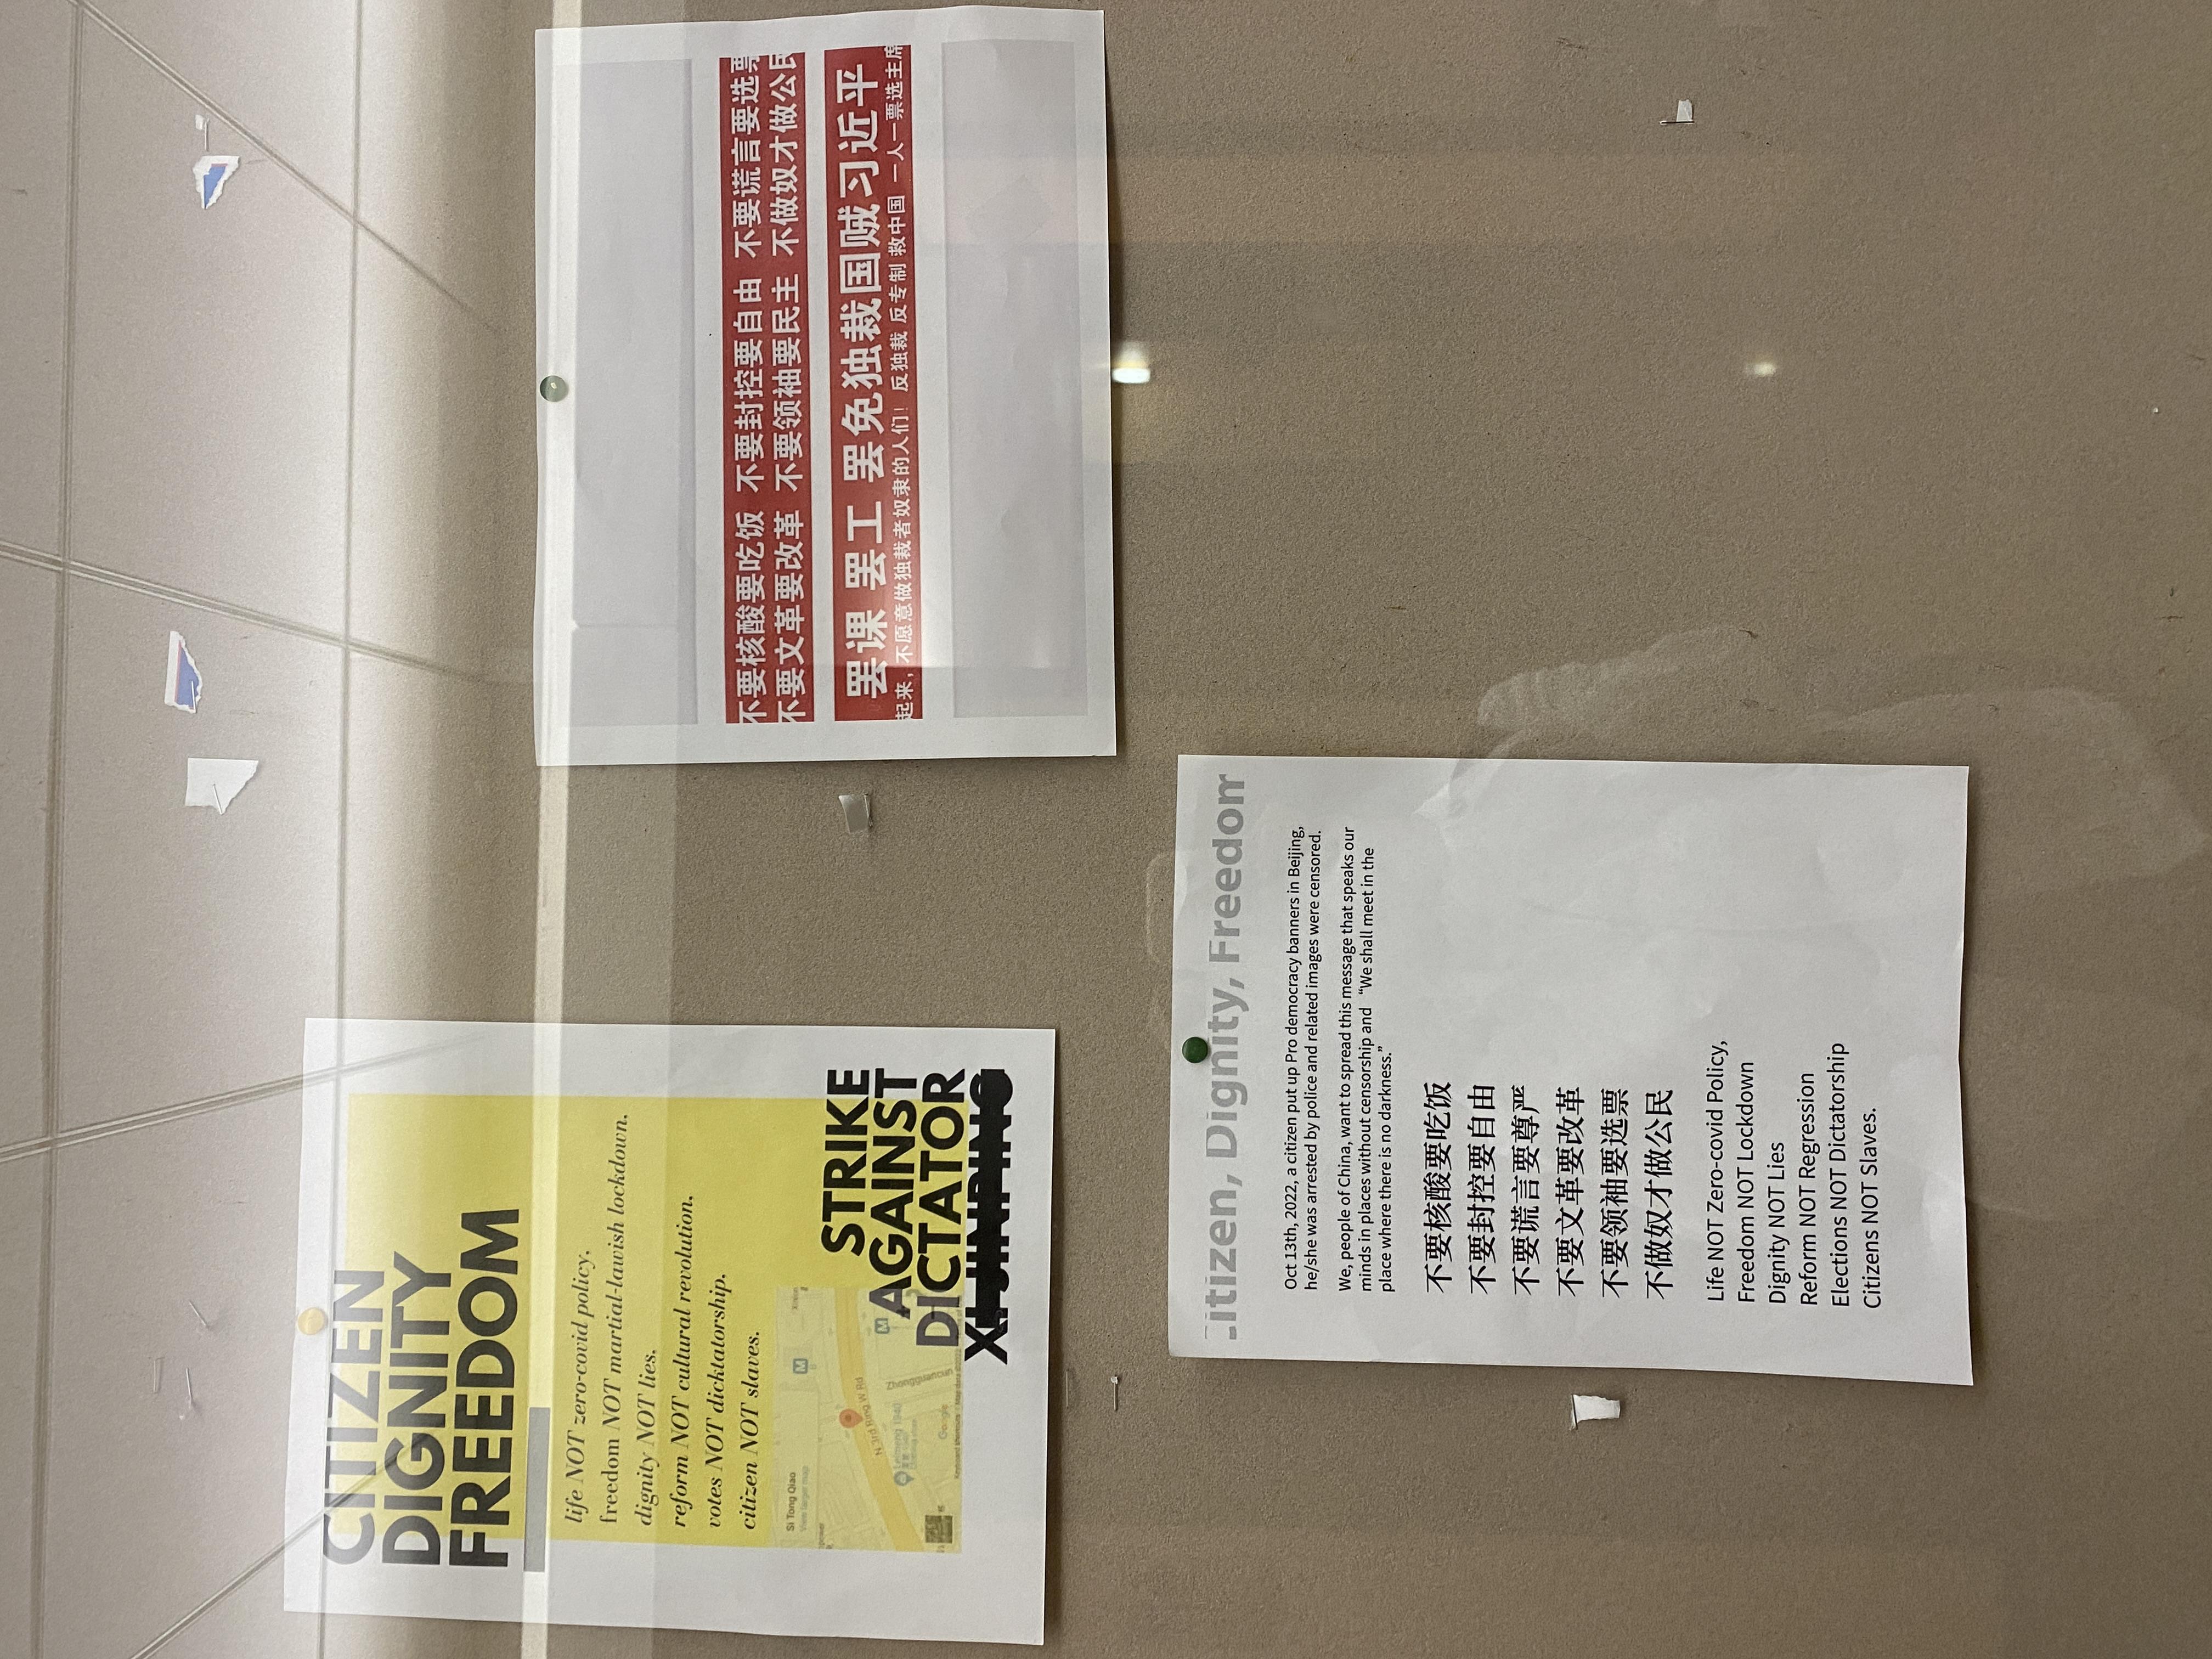 CITIZEN
DIGNITY
FREEDOM
life NOT zero-covid policy.
freedom NOT martial-lawish lockdown.
dignity NOT lies.
reform NOT cultural revolution.
votes NOT dicktatorship.
citizen NOT slaves.
Si Tong Qiao
View larger map
N 3rd Ring W Rd
Zhongguancun
Google
STRIKE
AGAINST
DICTATOR
XI JINPING
不要核酸要吃饭 不要封控要自由 不要谎言要选票
不要文革要改革 不要领袖要民主 不做奴才做公民
罢课 罢工 罢免独裁国贼习近平
起来，不愿意做独裁者奴隶的人们！ 反独裁 反专制 救中国 一人一票选主席
Citizen, Dignity, Freedom
Oct 13th, 2022, a citizen put up Pro democracy banners in Beijing,
he/she was arrested by police and related images were censored.
We, people of China, want to spread this message that speaks our
minds in places without censorship and “We shall meet in the
place where there is no darkness.”
不要核酸要吃饭
不要封控要自由
不要谎言要尊严
不要文革要改革
不要领袖要选票
不做奴才做公民
Life NOT Zero-covid Policy,
Freedom NOT Lockdown
Dignity NOT Lies
Reform NOT Regression
Elections NOT Dictatorship
Citizens NOT Slaves.